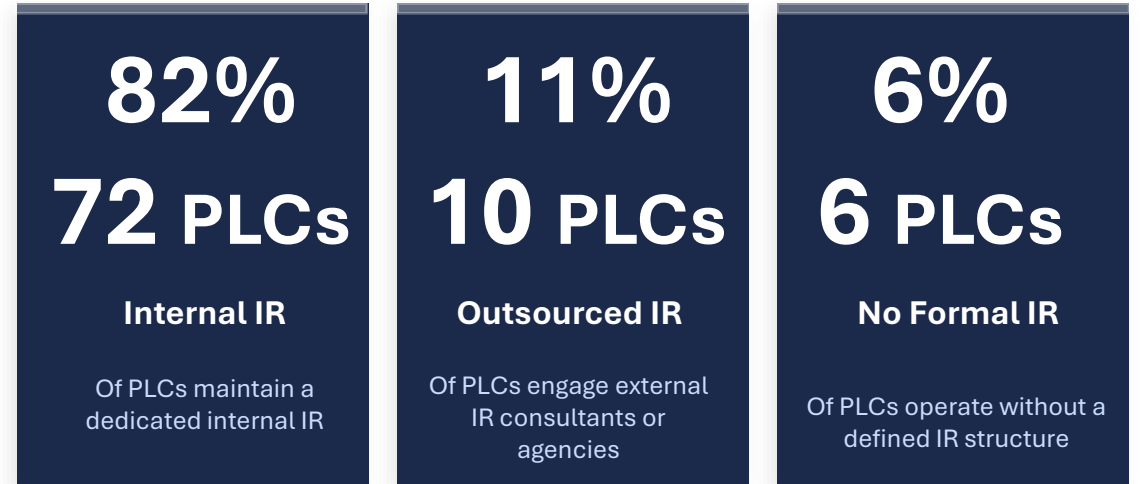 82%
72 PLCs
Internal IR
Of PLCs maintain a
dedicated internal IR
11%
10 PLCs
Outsourced IR
Of PLCs engage external
IR consultants or
agencies
6%
6 PLCs
No Formal IR
Of PLCs operate without a
defined IR structure